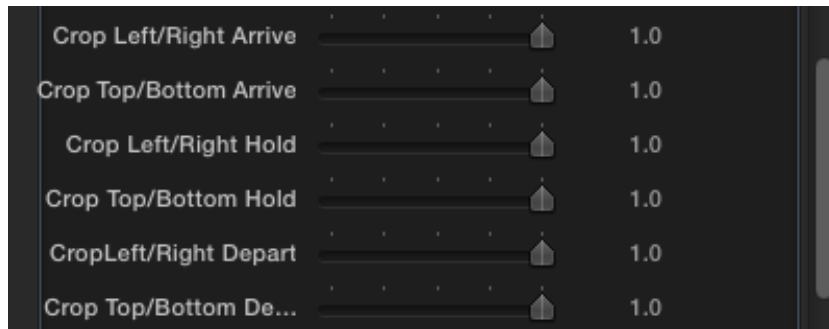 Crop Left/Right Arrive 1.0
Crop Top/Bottom Arrive 1.0
Crop Left/Right Hold 1.0
Crop Top/Bottom Hold 1.0
CropLeft/Right Depart 1.0
Crop Top/Bottom De... 1.0